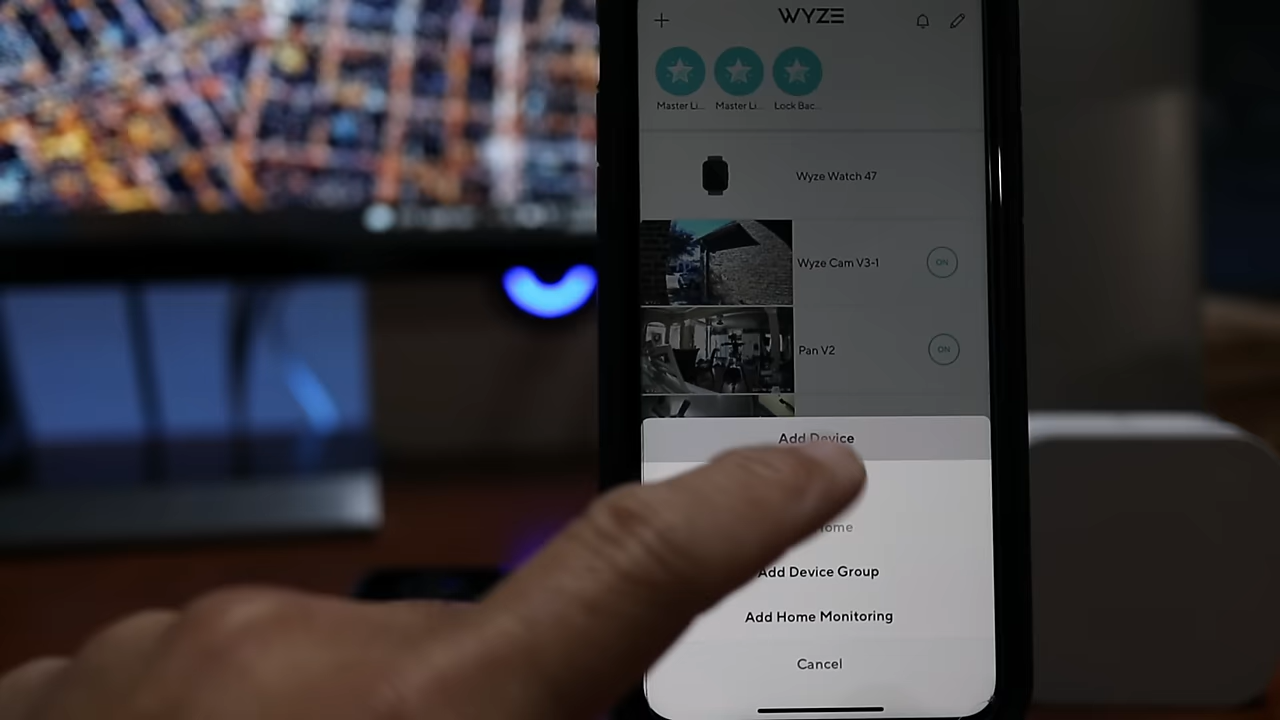 WYZE
Master Li...
Master Li...
Lock Bac...
Wyze Watch 47
Wyze Cam V3-1
ON
Pan V2
ON
Add Device
Add Device Group
Add Home Monitoring
Cancel